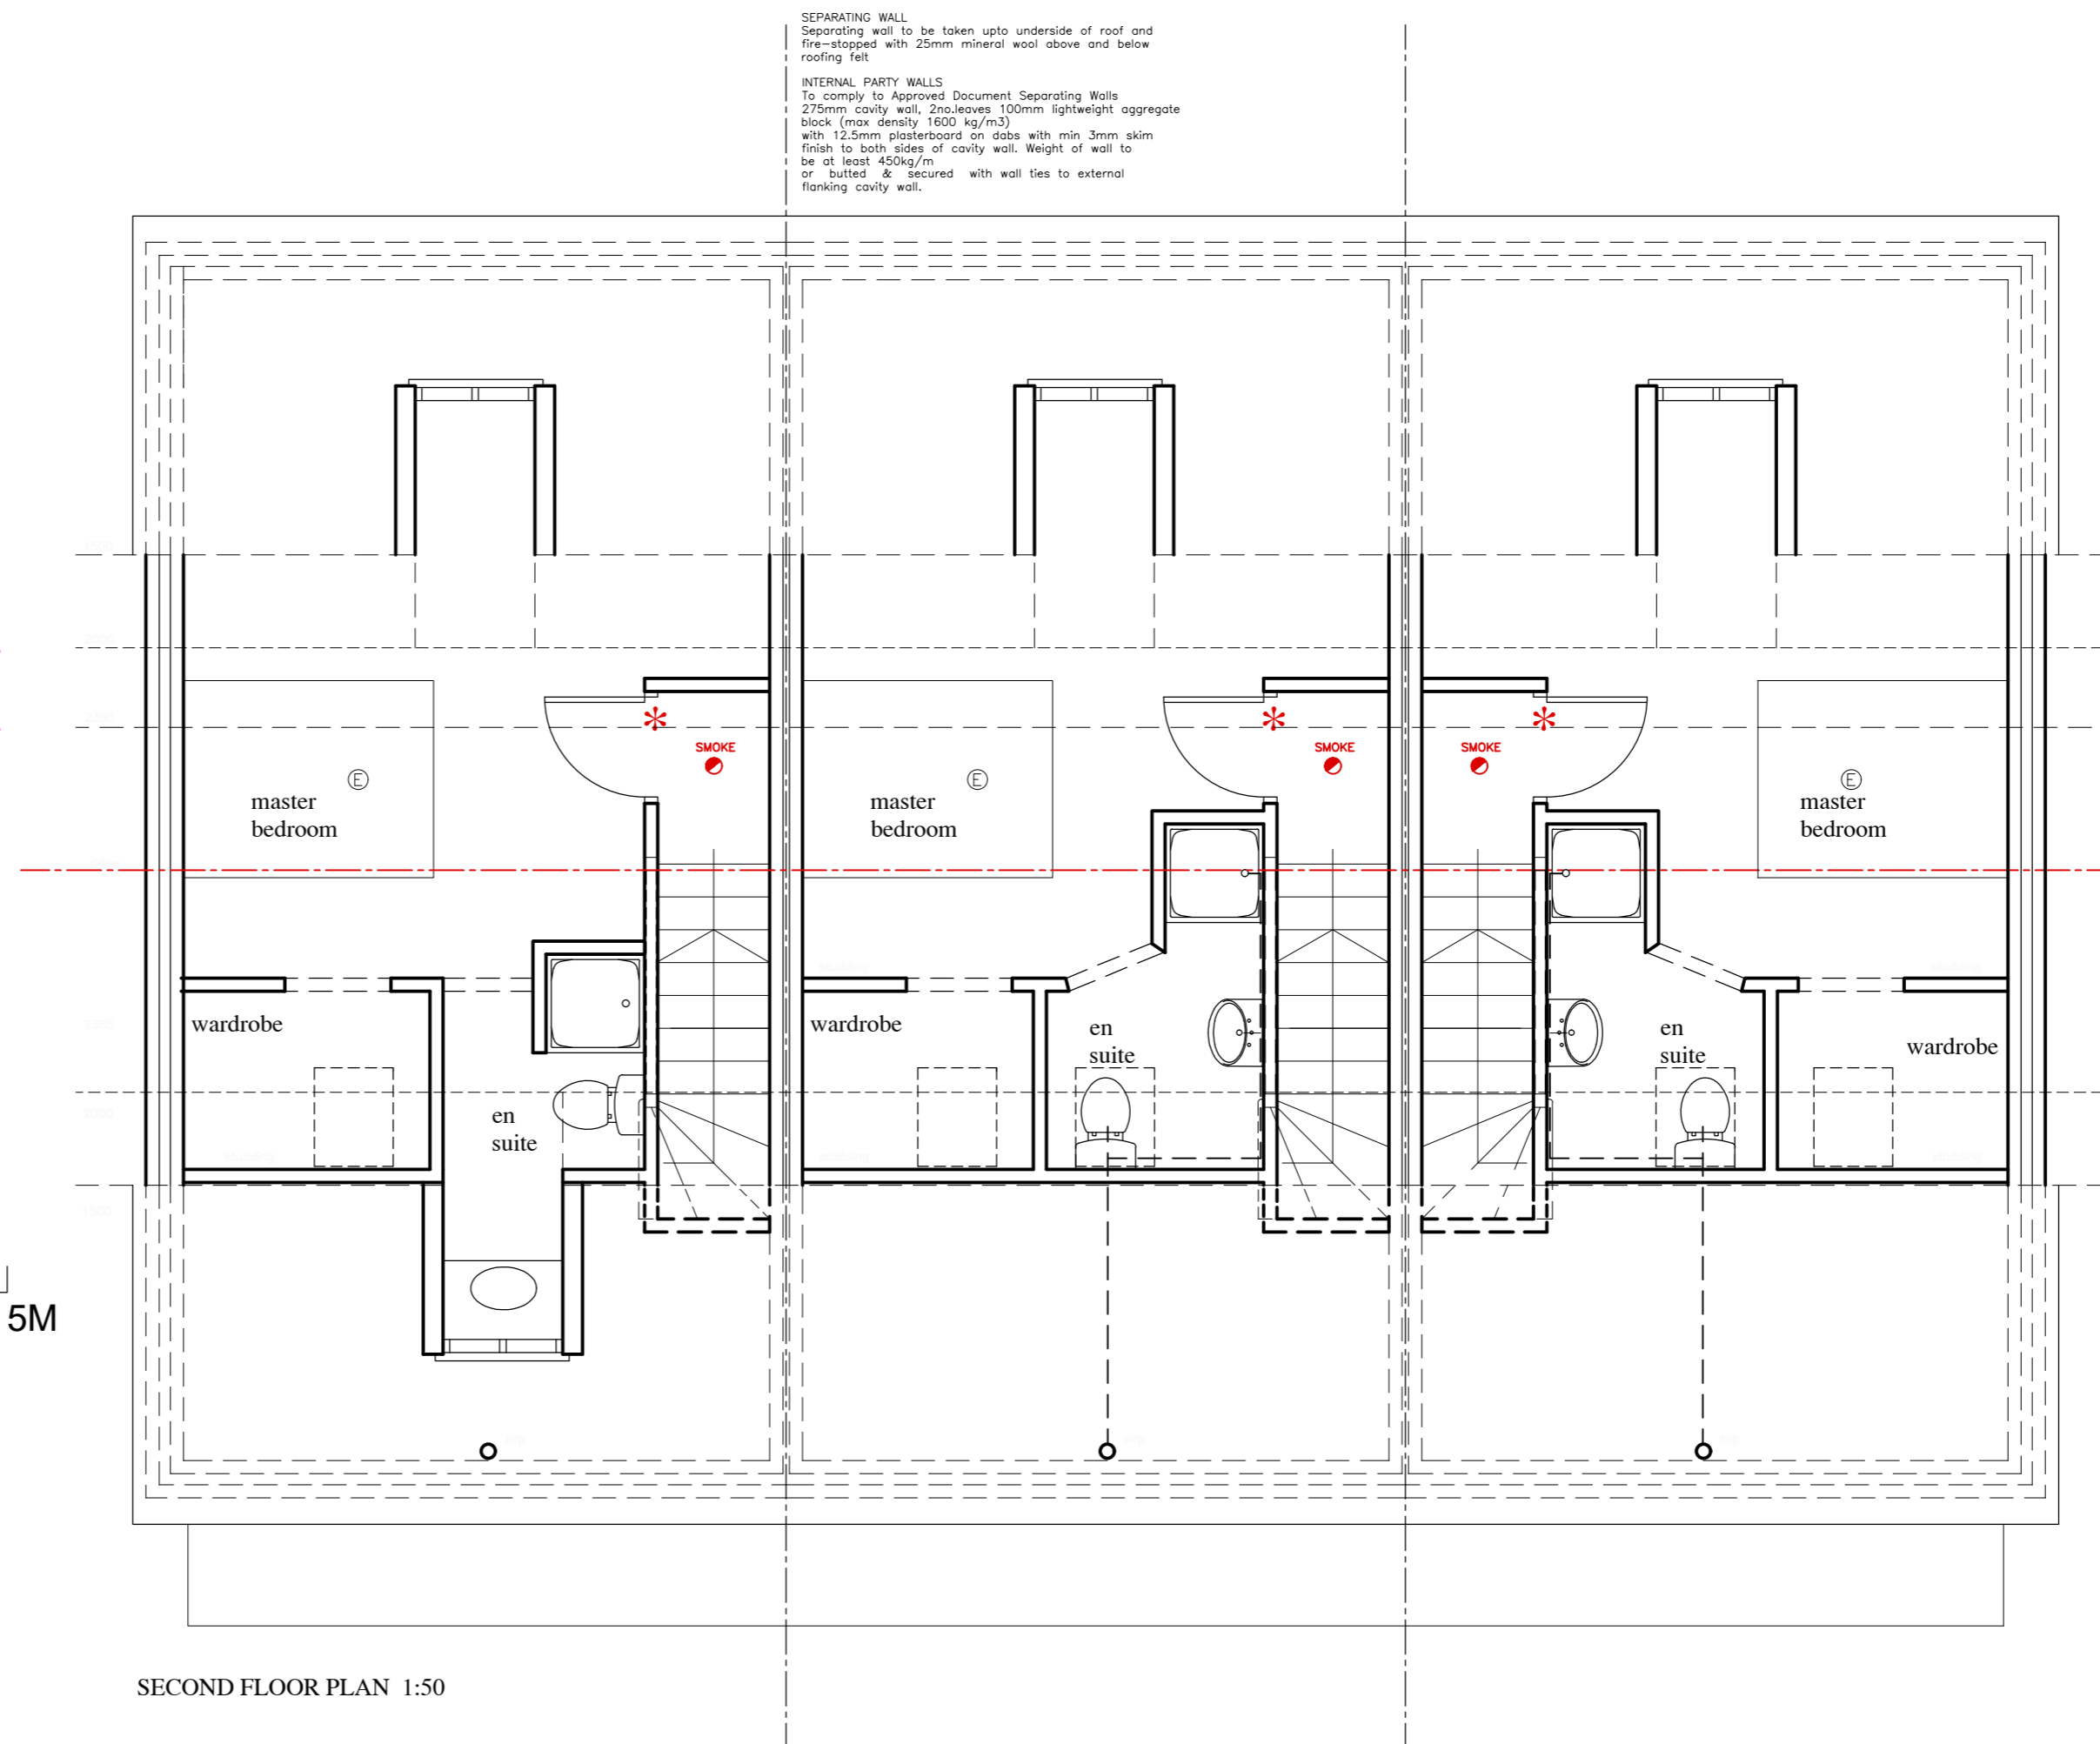 SEPARATING WALL
Separating wall to be taken upto underside of roof and
fire-stopped with 25mm mineral wool above and below
roofing felt
INTERNAL PARTY WALLS
To comply to Approved Document Separating Walls
275mm cavity wall, 2no.leaves 100mm lightweight aggregate
block (max density 1600 kg/m3)
with 12.5mm plasterboard on dabs with min 3mm skim
finish to both sides of cavity wall. Weight of wall to
be at least 450kg/m
or butted & secured with wall ties to external
flanking cavity wall.
SMOKE
SMOKE
SMOKE
E
E
E
master
bedroom
master
bedroom
master
bedroom
wardrobe
wardrobe
en
suite
en
suite
wardrobe
en
suite
1500
5M
SECOND FLOOR PLAN 1:50